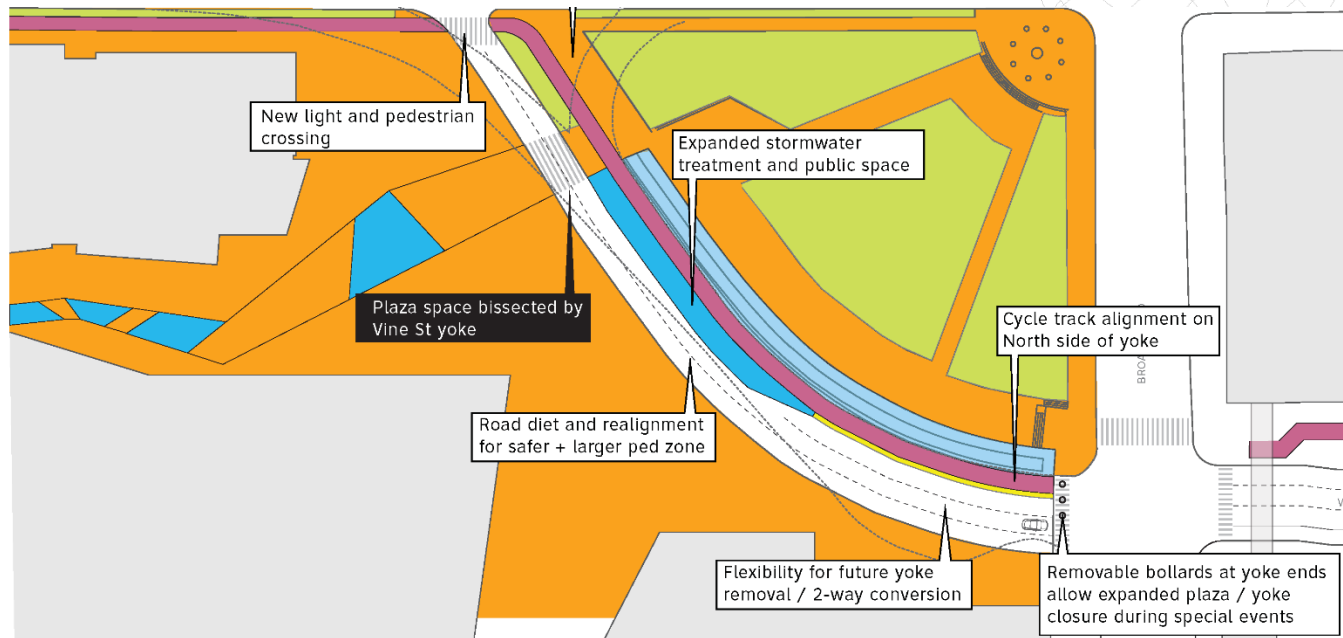 New light and pedestrian
crossing
Expanded stormwater
treatment and public space
Plaza space bissected by
Vine St yoke
Cycle track alignment on
North side of yoke
BROA
Road diet and realignment
for safer + larger ped zone
Flexibility for future yoke
removal / 2-way conversion
Removable bollards at yoke ends
allow expanded plaza / yoke
closure during special events